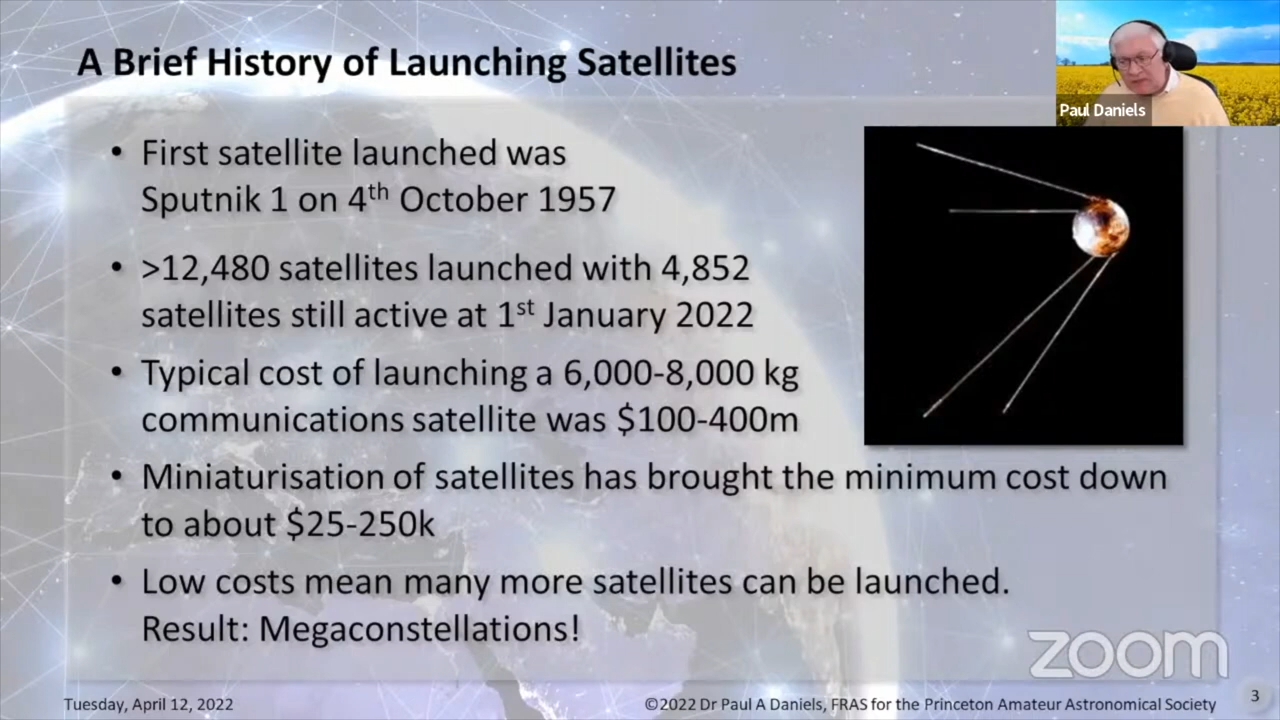 A Brief History of Launching Satellites
Paul Daniels
• First satellite launched was
Sputnik 1 on 4th October 1957
• >12,480 satellites launched with 4,852
satellites still active at 1st January 2022
• Typical cost of launching a 6,000-8,000 kg
communications satellite was $100-400m
• Miniaturisation of satellites has brought the minimum cost down
to about $25-250k
• Low costs mean many more satellites can be launched.
Result: Megaconstellations!
zoom
Tuesday, April 12, 2022
©2022 Dr Paul A Daniels, FRAS for the Princeton Amateur Astronomical Society
3